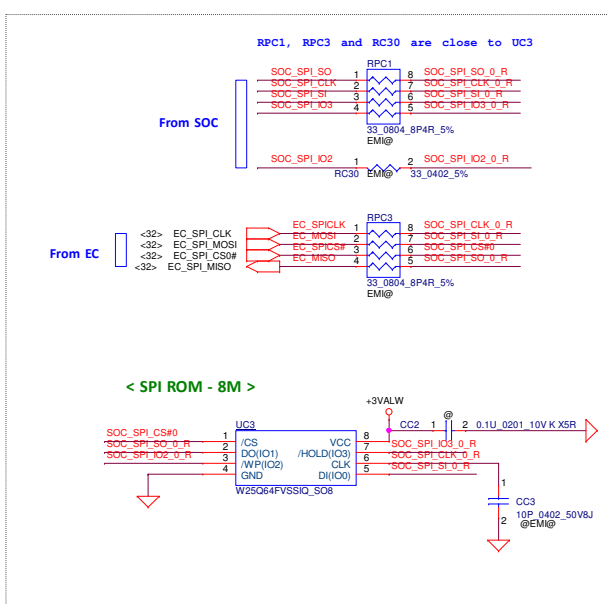 RPC1, RPC3 and RC30 are close to UC3
RPC1
SOC_SPI_SO 1 8 SOC_SPI_SO_0_R
SOC_SPI_CLK 2 7 SOC_SPI_CLK_0_R
SOC_SPI_SI 3 6 SOC_SPI_SI_0_R
SOC_SPI_IO3 4 5 SOC_SPI_IO3_0_R
From SOC
33_0804_8P4R_5%
EMI@
SOC_SPI_IO2 1 2 SOC_SPI_IO2_0_R
RC30 EMI@ 33_0402_5%
RPC3
<32> EC_SPI_CLK EC_SPICLK 1 8 SOC_SPI_CLK_0_R
<32> EC_SPI_MOSI EC_MOSI 2 7 SOC_SPI_SI_0_R
From EC
<32> EC_SPI_CS0# EC_SPICS# 3 6 SOC_SPI_CS#0
<32> EC_SPI_MISO EC_MISO 4 5 SOC_SPI_SO_0_R
33_0804_8P4R_5%
EMI@
< SPI ROM - 8M >
+3VALW
@
UC3 CC2 1 2 0.1U_0201_10V K X5R
SOC_SPI_CS#0 1 /CS VCC 8
SOC_SPI_SO_0_R 2 DO(IO1) /HOLD(IO3) 7 SOC_SPI_IO3_0_R
SOC_SPI_IO2_0_R 3 /WP(IO2) CLK 6 SOC_SPI_CLK_0_R
4 GND DI(IO0) 5 SOC_SPI_SI_0_R
W25Q64FVSSIQ_SO8
1
CC3
10P_0402_50V8J
2 @EMI@